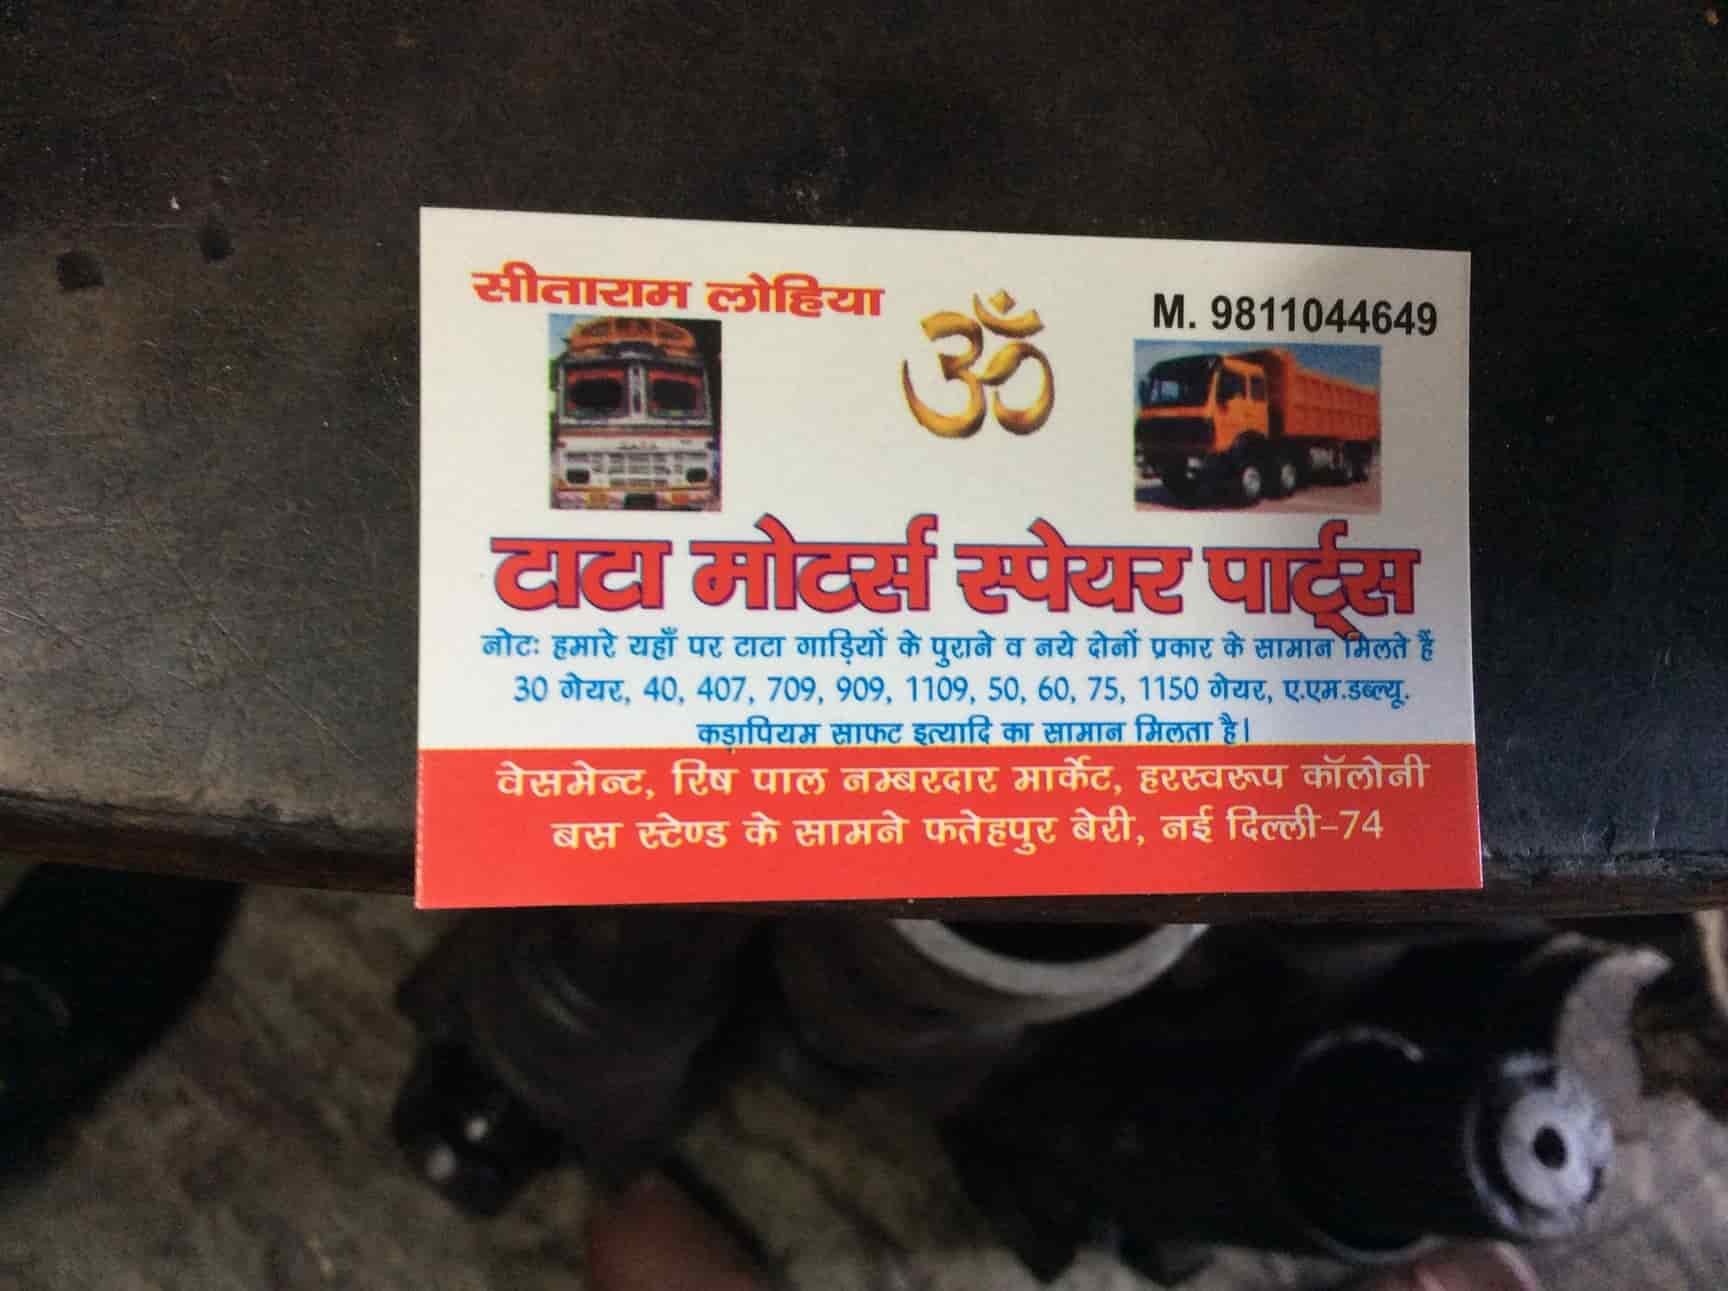 सीताराम लोहिया
ॐ
M. 9811044649
टाटा मोटर्स स्पेयर पार्ट्स
नोटः हमारे यहाँ पर टाटा गाड़ियों के पुराने व नये दोनों प्रकार के सामान मिलते हैं
30 गेयर, 40, 407, 709, 909, 1109, 50, 60, 75, 1150 गेयर, ए.एम.डब्ल्यू.
कड़ापियम साफट इत्यादि का सामान मिलता है।
वेसमेन्ट, रिष पाल नम्बरदार मार्केट, हरस्वरूप कॉलोनी
बस स्टेण्ड के सामने फतेहपुर बेरी, नई दिल्ली-74